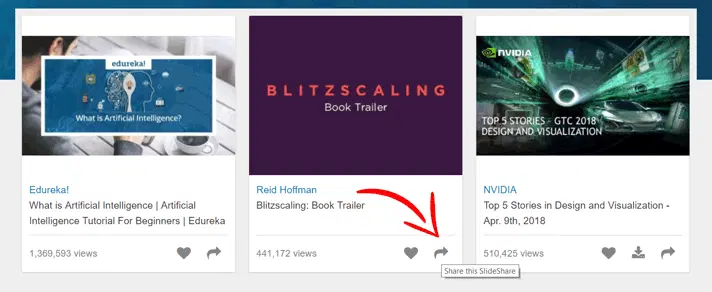 edureka!
What is Artificial Intelligence?
Edureka!
What is Artificial Intelligence | Artificial
Intelligence Tutorial For Beginners | Edureka
1,369,593 views
BLITZSCALING
Book Trailer
Reid Hoffman
Blitzscaling: Book Trailer
441,172 views
Share this SlideShare
NVIDIA
TOP 5 STORIES - GTC 2018
DESIGN AND VISUALIZATION
NVIDIA
Top 5 Stories in Design and Visualization -
Apr. 9th, 2018
510,425 views